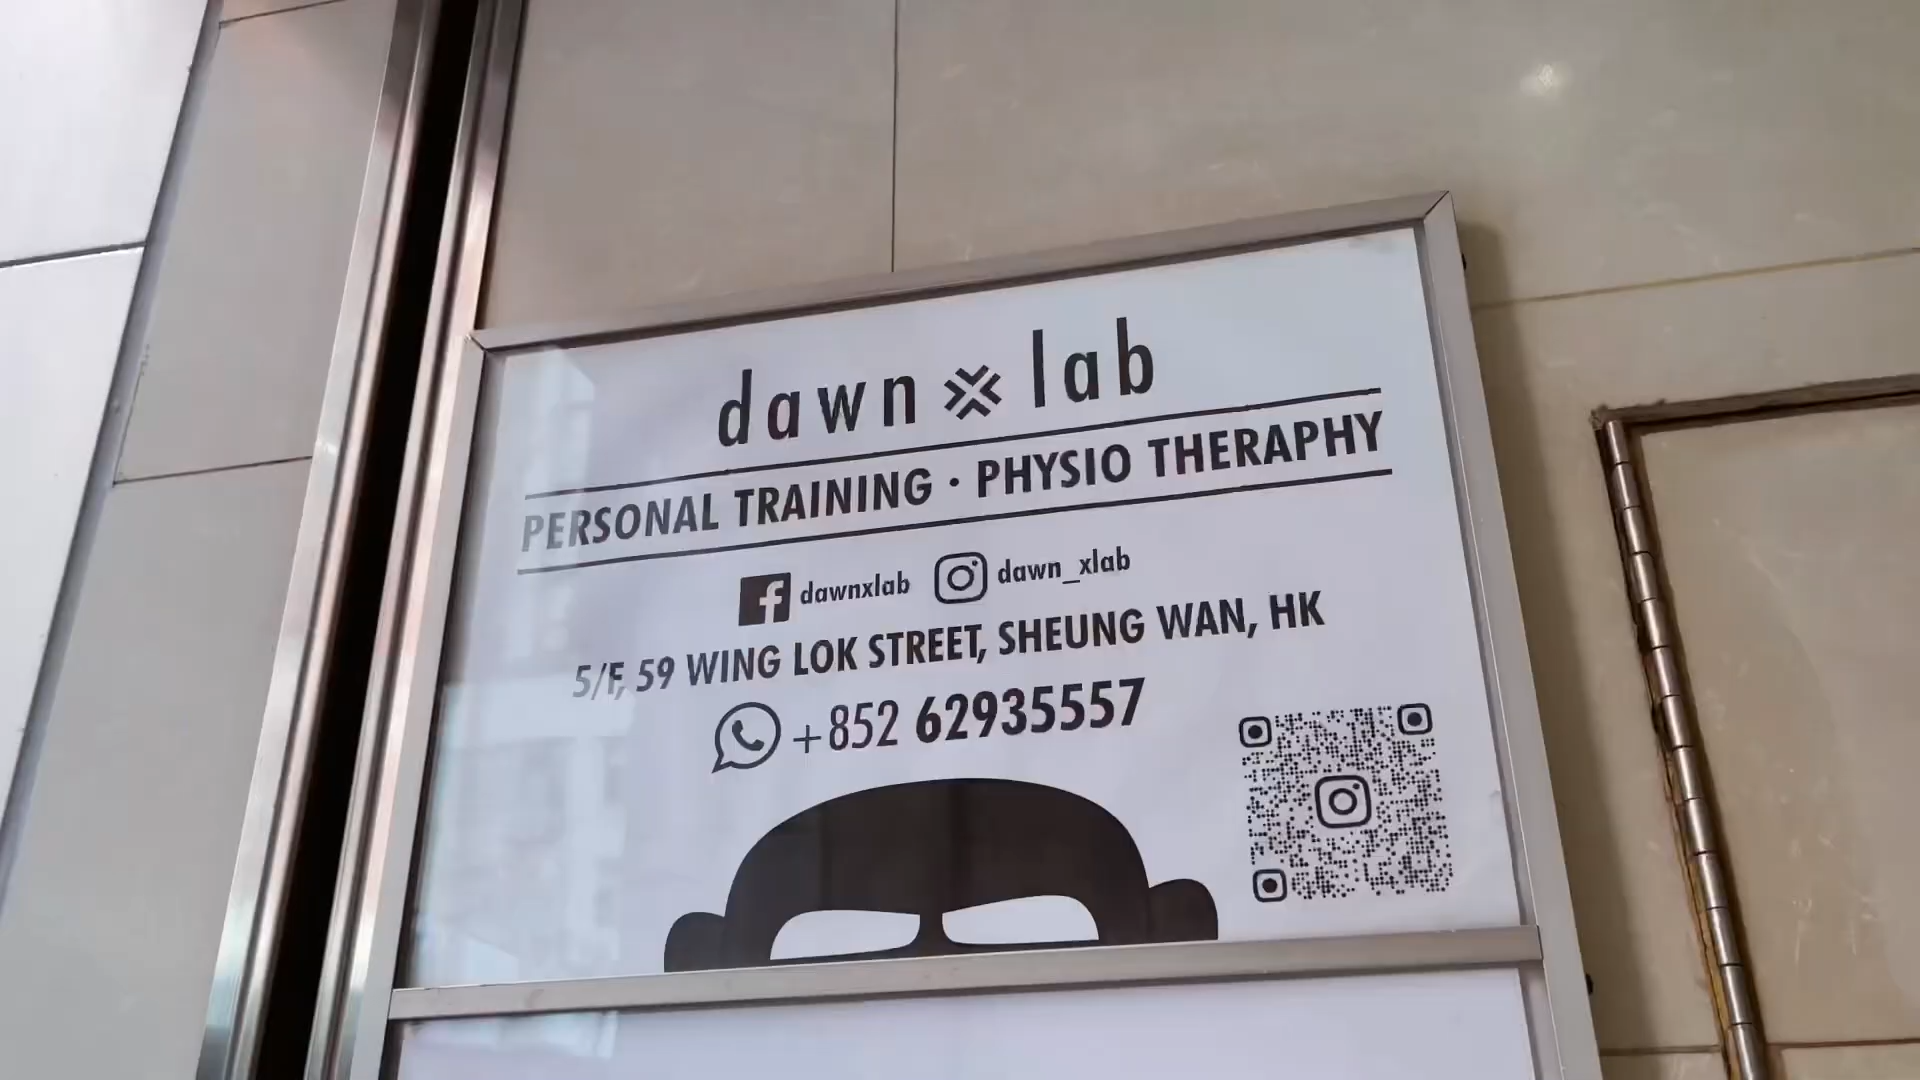 dawn lab
PERSONAL TRAINING · PHYSIO THERAPHY
dawnxlab dawn_xlab
5/F, 59 WING LOK STREET, SHEUNG WAN, HK
+852 62935557